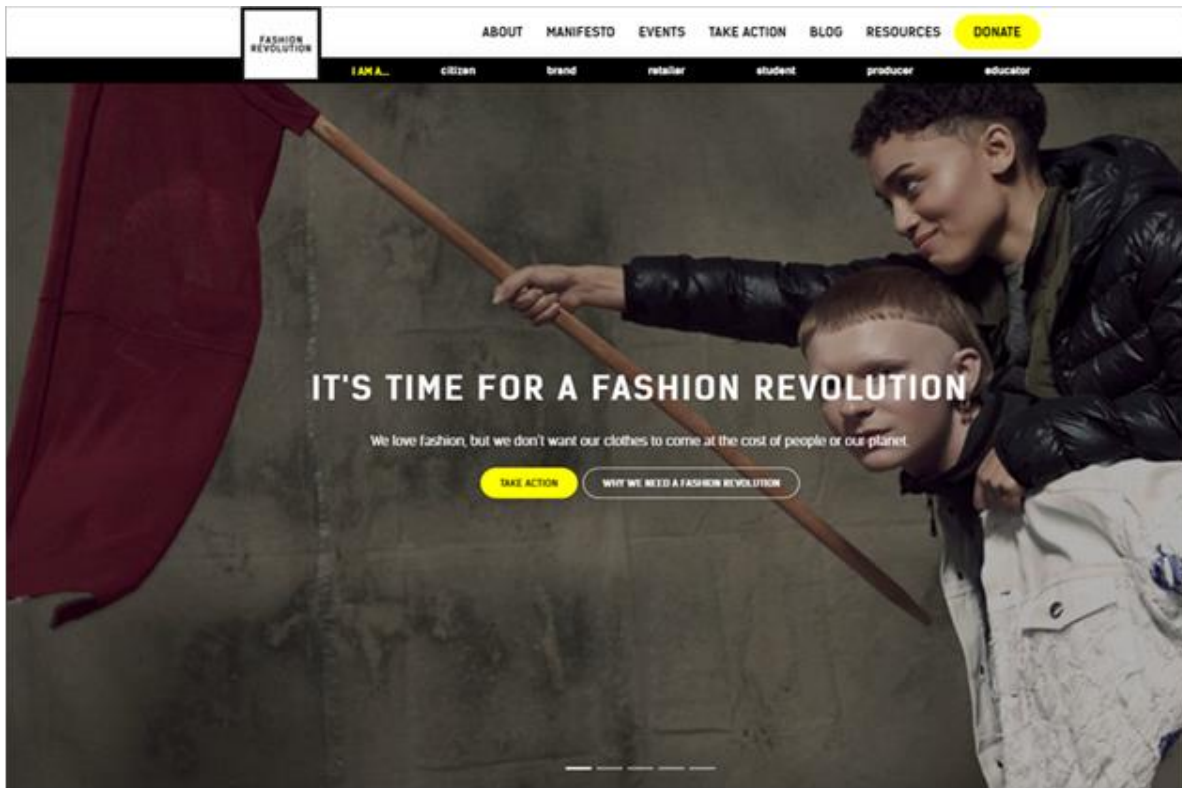 FASHION
REVOLUTION
ABOUT MANIFESTO EVENTS TAKE ACTION BLOG RESOURCES DONATE
I AM A... citizen brand retailer student producer educator
IT'S TIME FOR A FASHION REVOLUTION
We love fashion, but we don't want our clothes to come at the cost of people or our planet.
TAKE ACTION WHY WE NEED A FASHION REVOLUTION